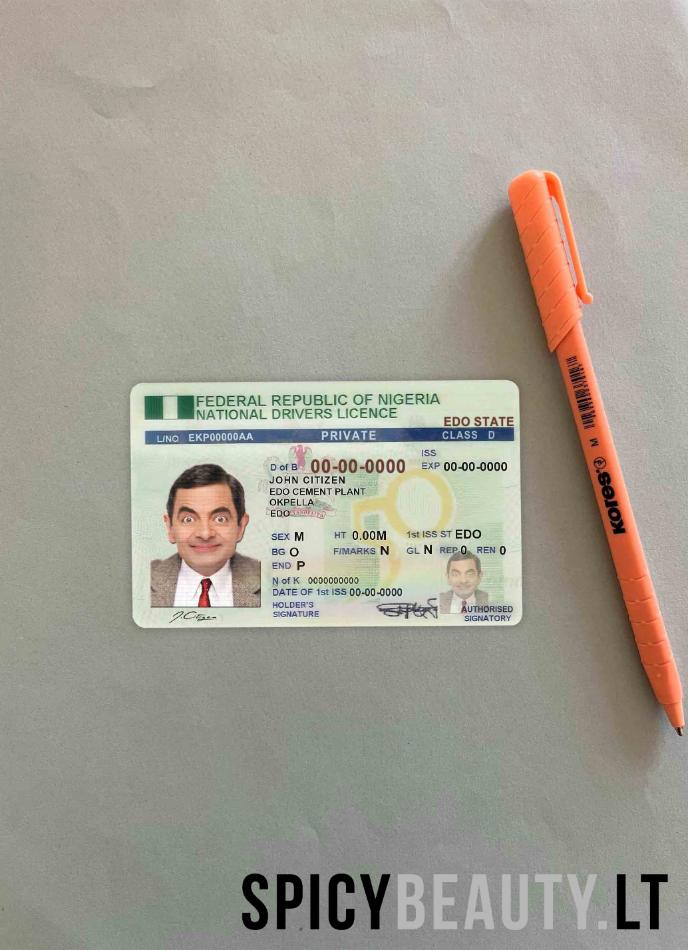 FEDERAL REPUBLIC OF NIGERIA
NATIONAL DRIVERS LICENCE
EDO STATE
L/NO EKP00000AA PRIVATE CLASS D
ISS
D of B 00-00-0000 EXP 00-00-0000
JOHN CITIZEN
EDO CEMENT PLANT
OKPELLA
EDO
SEX M HT 0.00M 1st ISS ST EDO
BG O F/MARKS N GL N REP 0 REN 0
END P
N of K 0000000000
DATE OF 1st ISS 00-00-0000
HOLDER'S
SIGNATURE
AUTHORISED
SIGNATORY
J.Citizen
M
Kores
SPICYBEAUTY.LT